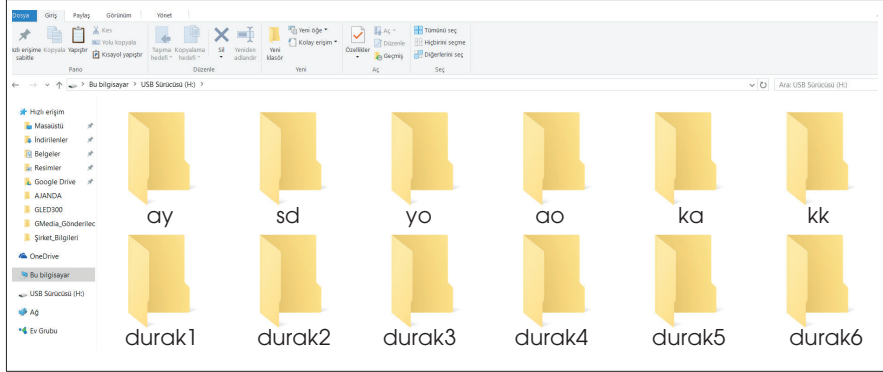 Dosya Giriş Paylaş Görünüm Yönet
Hızlı erişime sabitle
Kopyala
Yapıştır
Kes
Yolu kopyala
Kısayol yapıştır
Taşıma hedefi
Kopyalama hedefi
Sil
Yeniden adlandır
Yeni klasör
Yeni öğe
Kolay erişim
Özellikler
Aç
Düzenle
Geçmiş
Tümünü seç
Hiçbirini seçme
Diğerlerini seç
Pano Düzenle Yeni Aç Seç
Bu bilgisayar > USB Sürücüsü (H:) >
Ara: USB Sürücüsü (H:)
Hızlı erişim
Masaüstü
İndirilenler
Belgeler
Resimler
Google Drive
AJANDA
GLED300
GMedia_Gönderilec
Şirket_Bilgileri
OneDrive
Bu bilgisayar
USB Sürücüsü (H:)
Ağ
Ev Grubu
ay sd yo ao ka kk
durak1 durak2 durak3 durak4 durak5 durak6